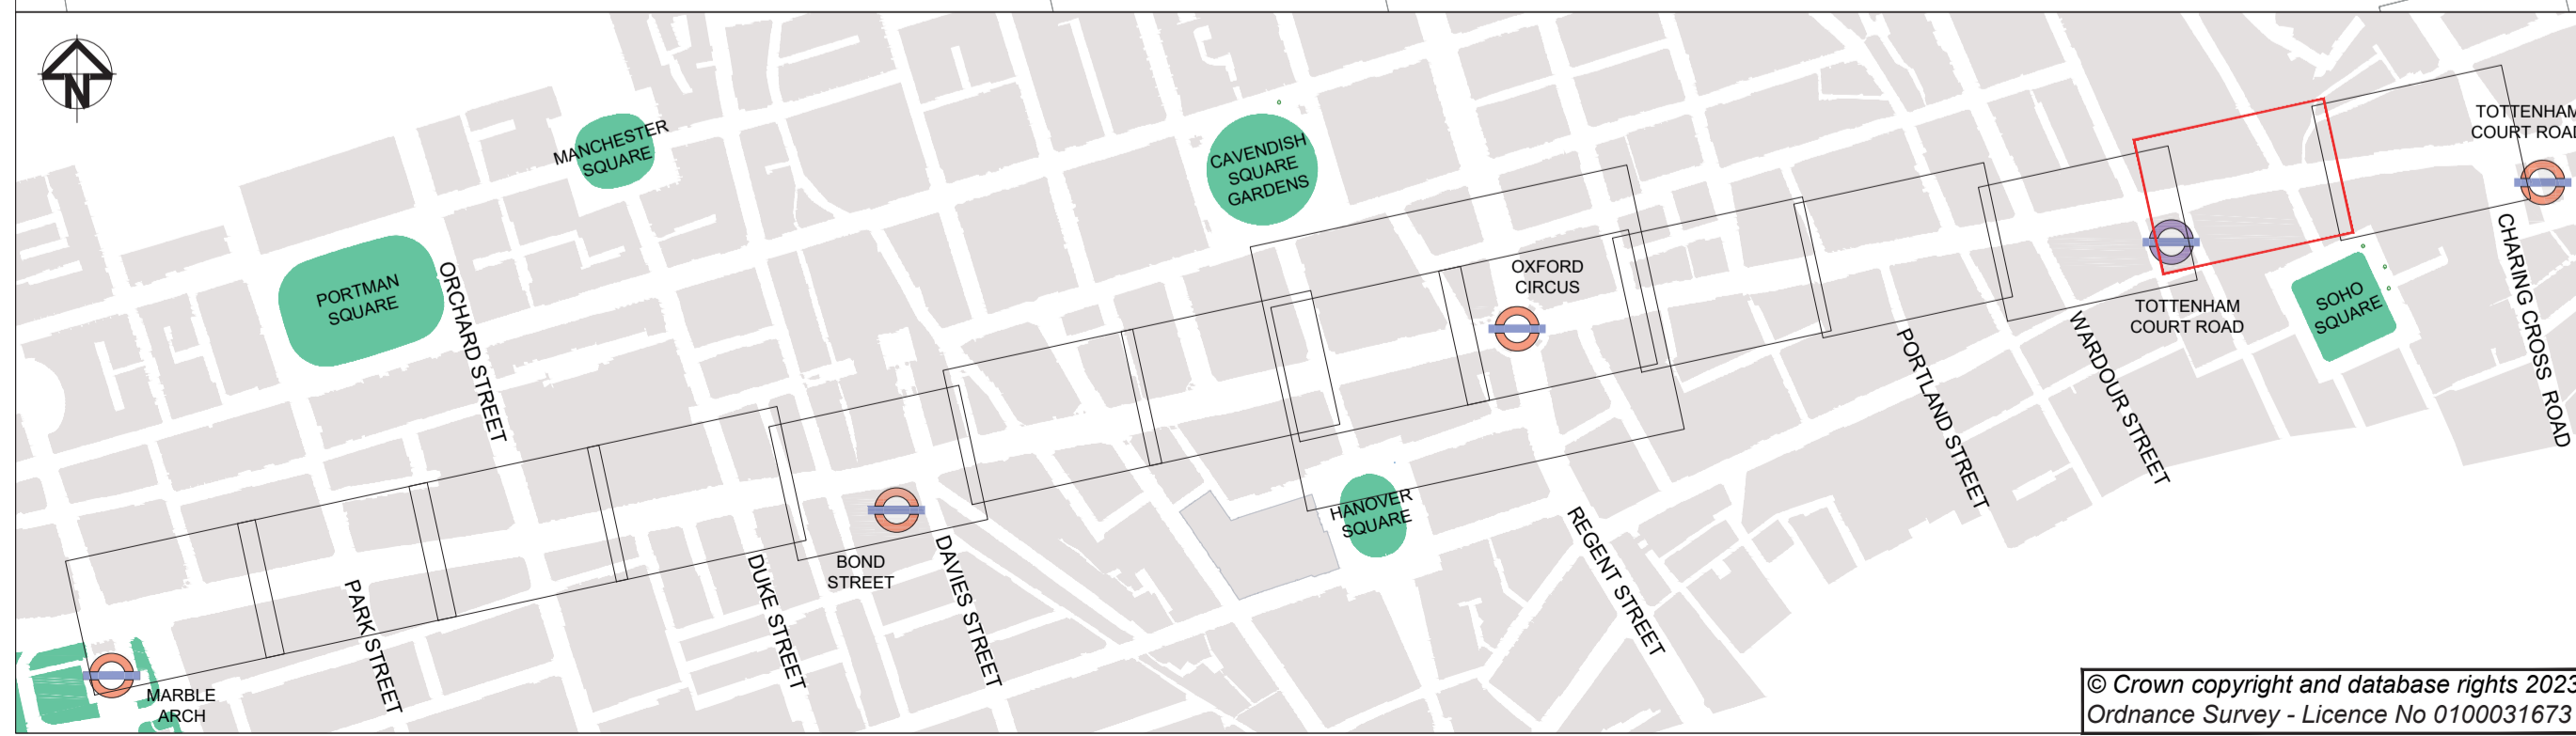 N
MANCHESTER
SQUARE
PORTMAN
SQUARE
ORCHARD STREET
CAVENDISH
SQUARE
GARDENS
OXFORD
CIRCUS
TOTTENHAM
COURT ROAD
TOTTENHAM
COURT ROAD
SOHO
SQUARE
CHARING CROSS ROAD
WARDOUR STREET
PORTLAND STREET
HANOVER
SQUARE
REGENT STREET
BOND
STREET
DAVIES STREET
DUKE STREET
PARK STREET
MARBLE
ARCH
© Crown copyright and database rights 2023
Ordnance Survey - Licence No 0100031673